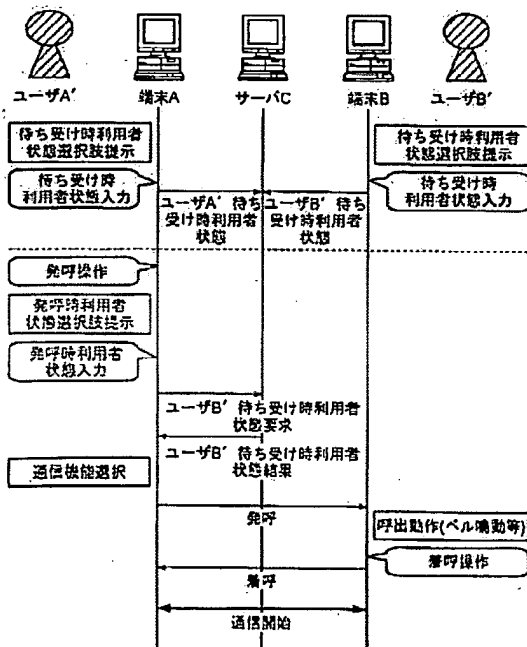 ユーザA′
端末A
サーバC
端末B
ユーザB′
待ち受け時利用者
状態選択肢提示
待ち受け時利用者
状態選択肢提示
待ち受け時
利用者状態入力
待ち受け時
利用者状態入力
ユーザA′ 待ち
受け時利用者
状態
ユーザB′ 待ち
受け時利用者
状態
発呼操作
発呼時利用者
状態選択肢提示
発呼時利用者
状態入力
ユーザB′ 待ち受け時利用者
状態要求
ユーザB′ 待ち受け時利用者
状態結果
通信機能選択
発呼
呼出動作(ベル鳴動等)
着呼操作
着呼
通信開始